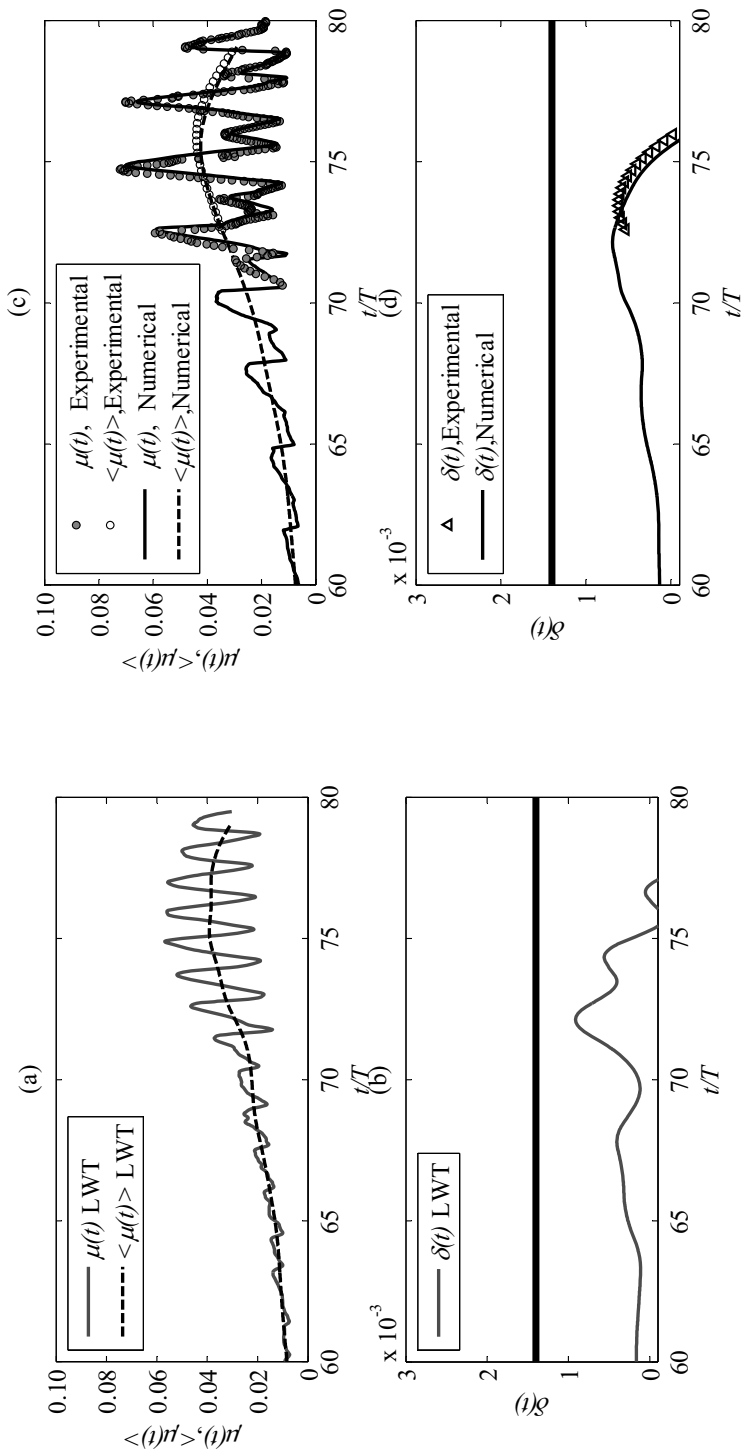 (a)
μ(t), <μ(t)>
0.10
0.08
0.06
0.04
0.02
0
μ(t) LWT
<μ(t)> LWT
60
65
70
75
80
t/T
(b)
x 10⁻³
δ(t)
3
2
1
0
δ(t) LWT
60
65
70
75
80
t/T
(c)
μ(t), <μ(t)>
0.10
0.08
0.06
0.04
0.02
0
μ(t), Experimental
<μ(t)>,Experimental
μ(t), Numerical
<μ(t)>,Numerical
60
65
70
75
80
t/T
(d)
x 10⁻³
δ(t)
3
2
1
0
δ(t),Experimental
δ(t),Numerical
60
65
70
75
80
t/T